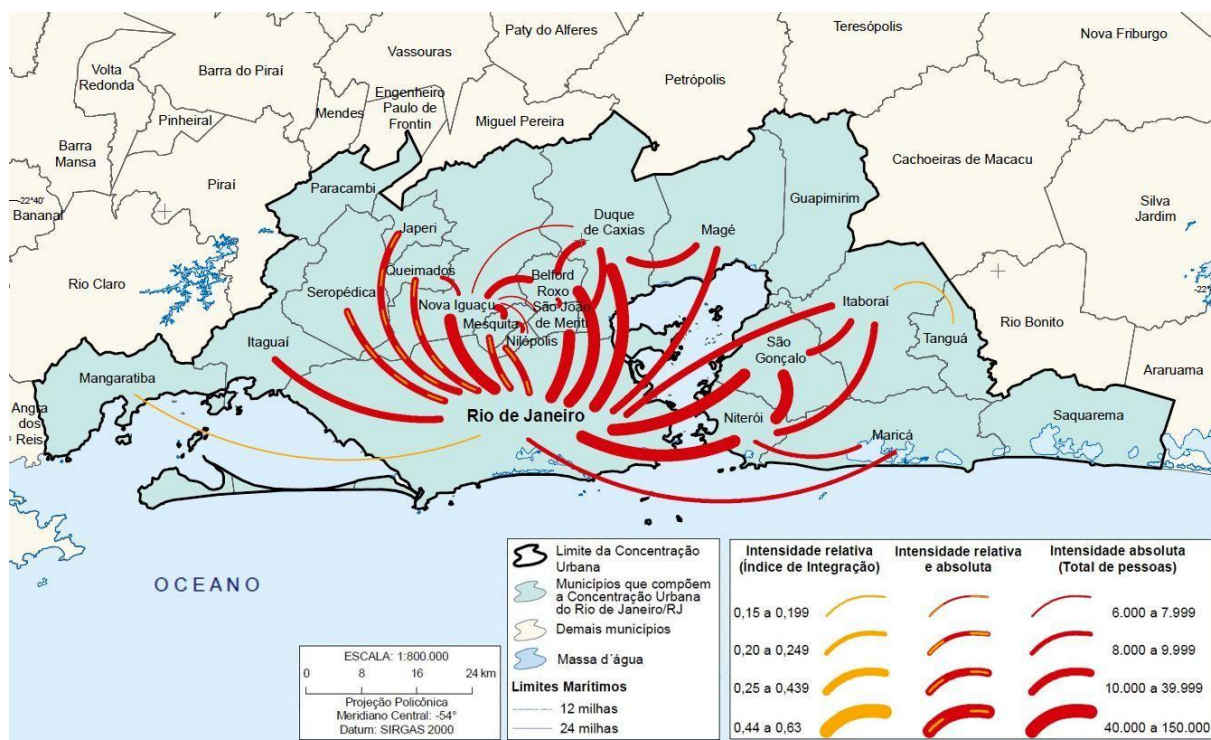 Teresópolis
Paty do Alferes
Nova Friburgo
Vassouras
Volta
Redonda
Barra do Piraí
Petrópolis
Engenheiro
Paulo de
Frontin
Mendes
Pinheiral
Miguel Pereira
Barra
Mansa
Cachoeiras de Macacu
Piraí
Paracambi
Guapimirim
-22°40'
Bananal
Silva
Jardim
Duque
de Caxias
Japeri
Magé
Queimados
Belford
Roxo
Rio Claro
Seropédica
Nova Iguaçu
Itaboraí
São João
de Meriti
Rio Bonito
Mesquita
São
Gonçalo
Tanguá
Nilópolis
Itaguaí
Araruama
Mangaratiba
Angra
dos
Reis
Rio de Janeiro
Niterói
Saquarema
Maricá
OCEANO
Limite da Concentração
Urbana
Municípios que compõem
a Concentração Urbana
do Rio de Janeiro/RJ
Demais municípios
Massa d´água
Limites Marítimos
12 milhas
24 milhas
ESCALA: 1:800.000
0 8 16 24 km
Projeção Policônica
Meridiano Central: -54°
Datum: SIRGAS 2000
Intensidade relativa
(Índice de Integração)
Intensidade relativa
e absoluta
Intensidade absoluta
(Total de pessoas)
0,15 a 0,199
6.000 a 7.999
0,20 a 0,249
8.000 a 9.999
0,25 a 0,439
10.000 a 39.999
0,44 a 0,63
40.000 a 150.000